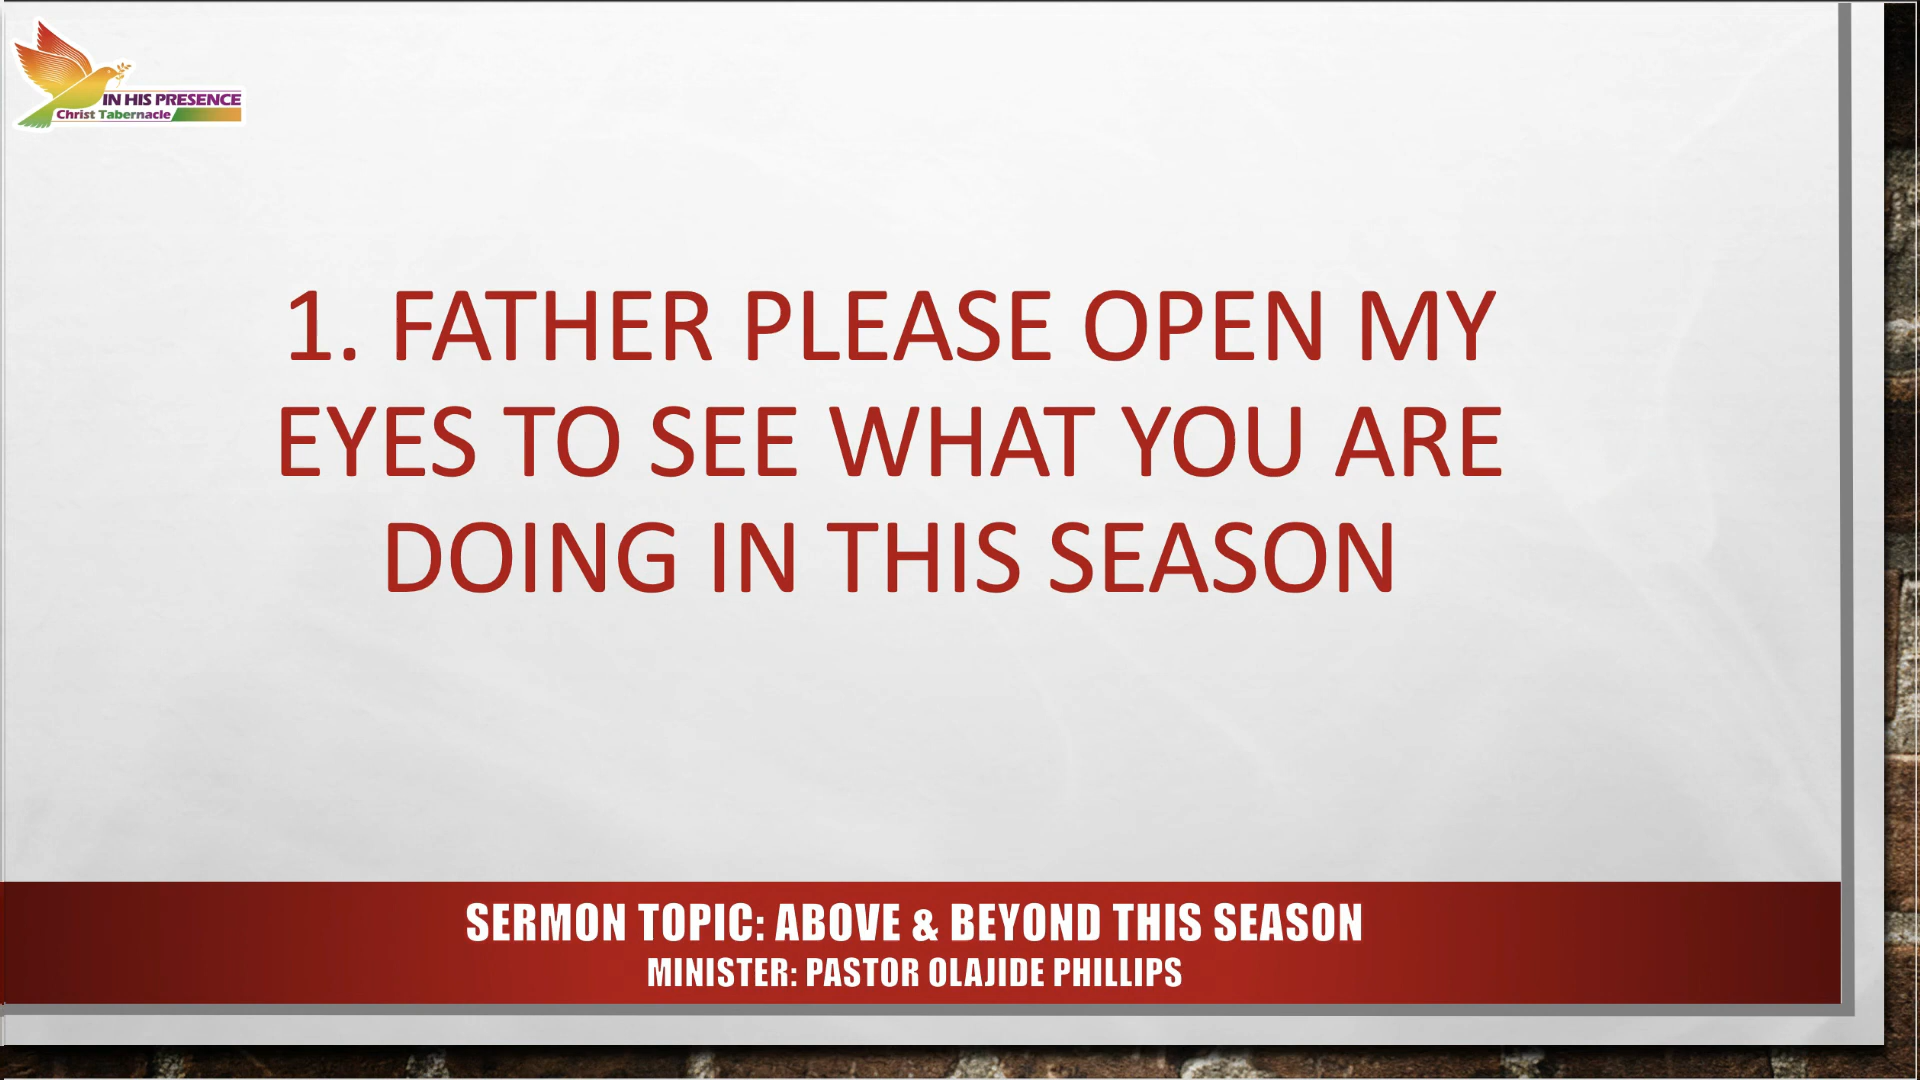 IN HIS PRESENCE
Christ Tabernacle
1. FATHER PLEASE OPEN MY
EYES TO SEE WHAT YOU ARE
DOING IN THIS SEASON
SERMON TOPIC: ABOVE & BEYOND THIS SEASON
MINISTER: PASTOR OLAJIDE PHILLIPS